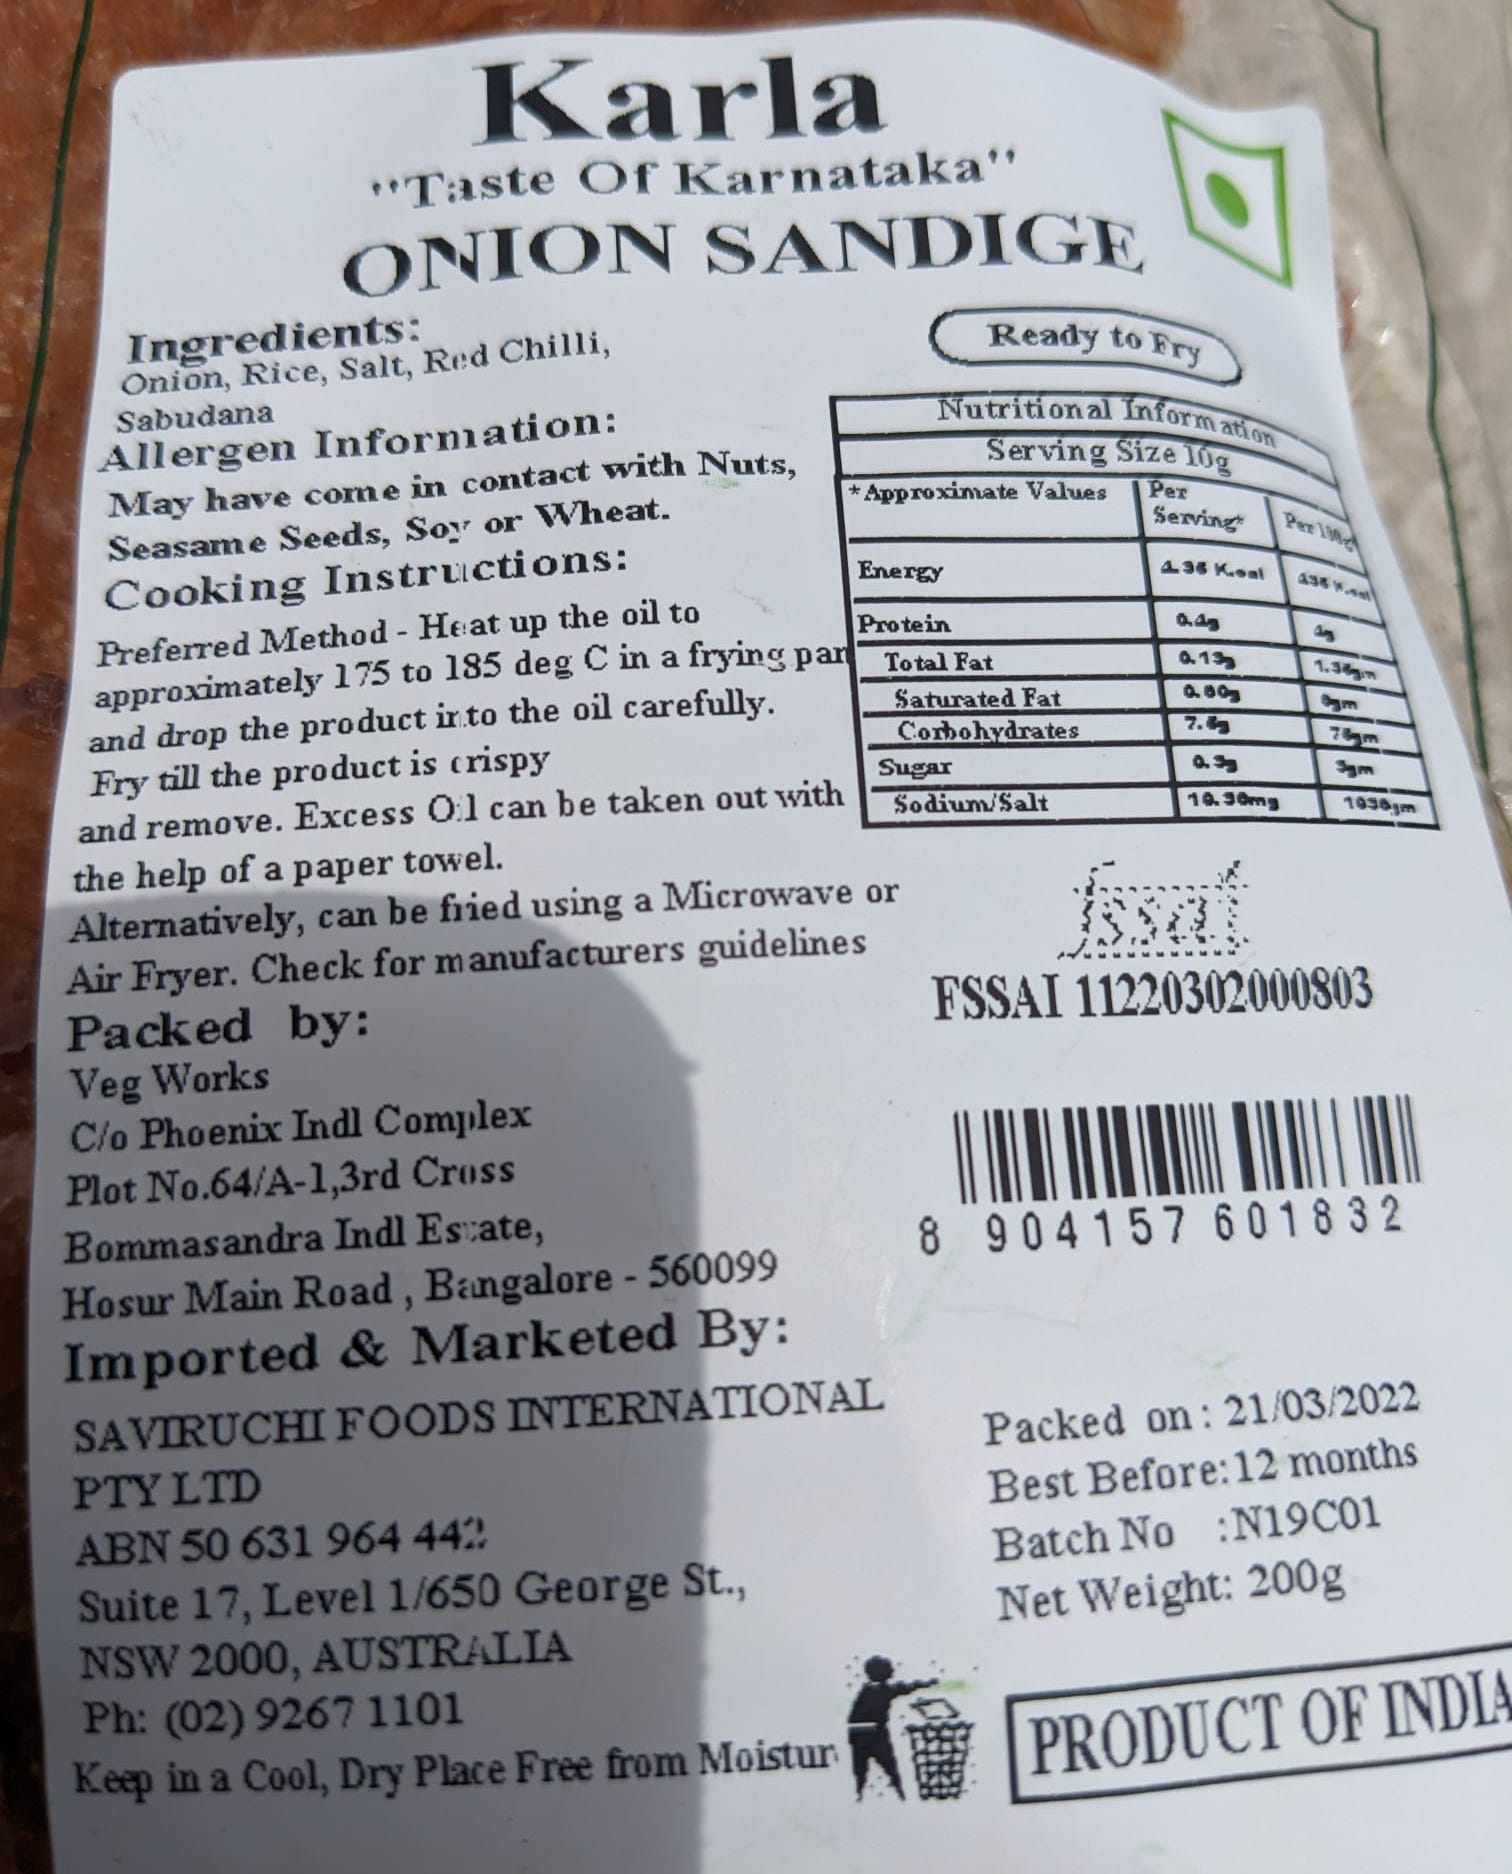 Karla
"Taste Of Karnataka"
ONION SANDIGE
Ingredients:
Onion, Rice, Salt, Red Chilli,
Sabudana
Allergen Information:
May have come in contact with Nuts,
Seasame Seeds, Soy or Wheat.
Cooking Instructions:
Preferred Method - Heat up the oil to
approximately 175 to 185 deg C in a frying pan
and drop the product into the oil carefully.
Fry till the product is crispy
and remove. Excess Oil can be taken out with
the help of a paper towel.
Alternatively, can be fried using a Microwave or
Air Fryer. Check for manufacturers guidelines
Packed by:
Veg Works
C/o Phoenix Indl Complex
Plot No.64/A-1,3rd Cross
Bommasandra Indl Estate,
Hosur Main Road , Bangalore - 560099
Imported & Marketed By:
SAVIRUCHI FOODS INTERNATIONAL
PTY LTD
ABN 50 631 964 442
Suite 17, Level 1/650 George St.,
NSW 2000, AUSTRALIA
Ph: (02) 9267 1101
Keep in a Cool, Dry Place Free from Moistur
Ready to Fry
Nutritional Information
Serving Size 10g
*Approximate Values Per Serving* Per 100g
Energy Kcal
Protein 0.4g 4g
Total Fat 0.13g
Saturated Fat
Corbohydrates
Sugar 0.3g 3gm
Sodium/Salt 10.30mg 1030gm
fssai
FSSAI 11220302000803
8 904157 601832
Packed on : 21/03/2022
Best Before:12 months
Batch No :N19C01
Net Weight: 200g
PRODUCT OF INDIA